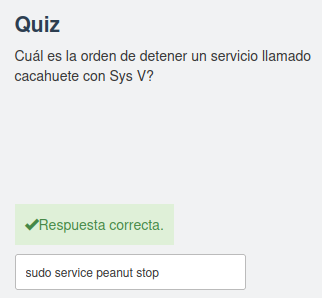 Quiz
Cuál es la orden de detener un servicio llamado
cacahuete con Sys V?
Respuesta correcta.
sudo service peanut stop